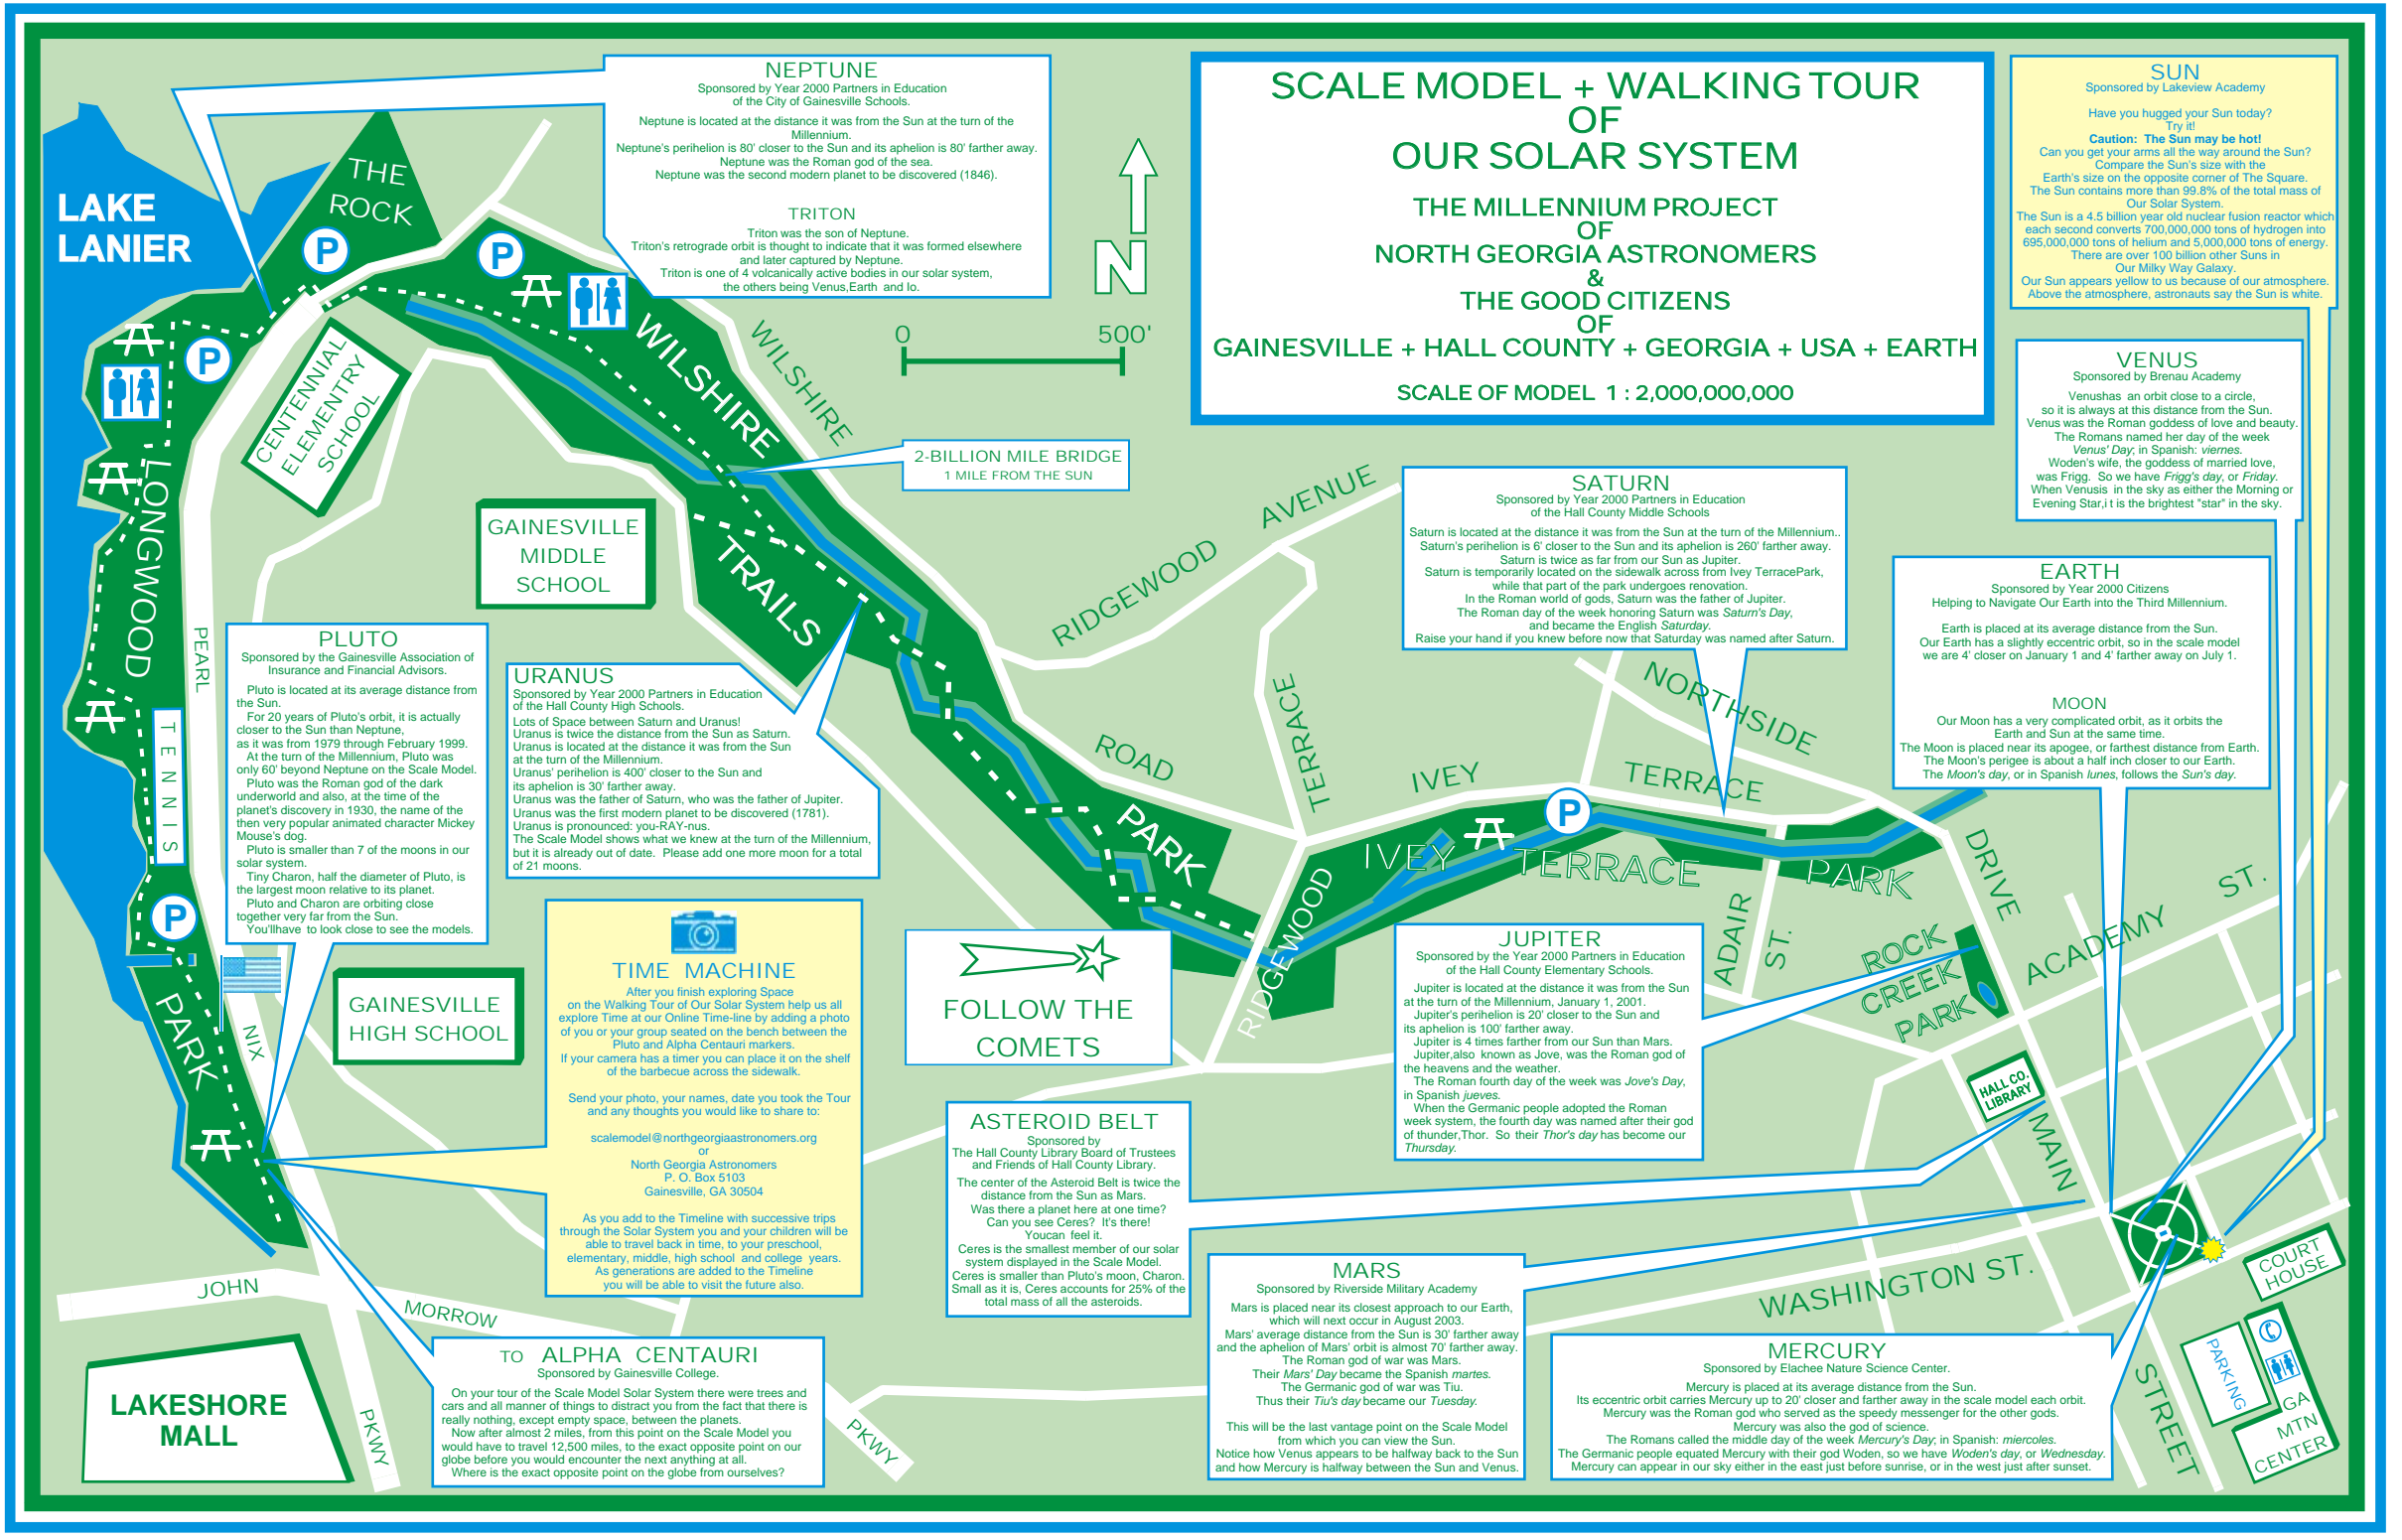 NEPTUNE
Sponsored by Year 2000 Partners in Education
of the City of Gainesville Schools.
Neptune is located at the distance it was from the Sun at the turn of the
Millennium.
Neptune's perihelion is 80' closer to the Sun and its aphelion is 80' farther away.
Neptune was the Roman god of the sea.
Neptune was the second modern planet to be discovered (1846).
TRITON
Triton was the son of Neptune.
Triton's retrograde orbit is thought to indicate that it was formed elsewhere
and later captured by Neptune.
Triton is one of 4 volcanically active bodies in our solar system,
the others being Venus,Earth and Io.
SCALE MODEL + WALKING TOUR
OF
OUR SOLAR SYSTEM
THE MILLENNIUM PROJECT
OF
NORTH GEORGIA ASTRONOMERS
&
THE GOOD CITIZENS
OF
GAINESVILLE + HALL COUNTY + GEORGIA + USA + EARTH
SCALE OF MODEL 1 : 2,000,000,000
SUN
Sponsored by Lakeview Academy
Have you hugged your Sun today?
Try it!
Caution: The Sun may be hot!
Can you get your arms all the way around the Sun?
Compare the Sun's size with the
Earth's size on the opposite corner of The Square.
The Sun contains more than 99.8% of the total mass of
Our Solar System.
The Sun is a 4.5 billion year old nuclear fusion reactor which
each second converts 700,000,000 tons of hydrogen into
695,000,000 tons of helium and 5,000,000 tons of energy.
There are over 100 billion other Suns in
Our Milky Way Galaxy.
Our Sun appears yellow to us because of our atmosphere.
Above the atmosphere, astronauts say the Sun is white.
LAKE
LANIER
THE
ROCK
P
P
P
N
0 500'
WILSHIRE
WILSHIRE
CENTENNIAL
ELEMENTRY
SCHOOL
2-BILLION MILE BRIDGE
1 MILE FROM THE SUN
VENUS
Sponsored by Brenau Academy
Venushas an orbit close to a circle,
so it is always at this distance from the Sun.
Venus was the Roman goddess of love and beauty.
The Romans named her day of the week
Venus' Day; in Spanish: viernes.
Woden's wife, the goddess of married love,
was Frigg. So we have Frigg's day, or Friday.
When Venusis in the sky as either the Morning or
Evening Star,i t is the brightest "star" in the sky.
LONGWOOD
GAINESVILLE
MIDDLE
SCHOOL
TRAILS
RIDGEWOOD
AVENUE
SATURN
Sponsored by Year 2000 Partners in Education
of the Hall County Middle Schools
Saturn is located at the distance it was from the Sun at the turn of the Millennium..
Saturn's perihelion is 6' closer to the Sun and its aphelion is 260' farther away.
Saturn is twice as far from our Sun as Jupiter.
Saturn is temporarily located on the sidewalk across from Ivey TerracePark,
while that part of the park undergoes renovation.
In the Roman world of gods, Saturn was the father of Jupiter.
The Roman day of the week honoring Saturn was Saturn's Day,
and became the English Saturday.
Raise your hand if you knew before now that Saturday was named after Saturn.
EARTH
Sponsored by Year 2000 Citizens
Helping to Navigate Our Earth into the Third Millennium.
Earth is placed at its average distance from the Sun.
Our Earth has a slightly eccentric orbit, so in the scale model
we are 4' closer on January 1 and 4' farther away on July 1.
MOON
Our Moon has a very complicated orbit, as it orbits the
Earth and Sun at the same time.
The Moon is placed near its apogee, or farthest distance from Earth.
The Moon's perigee is about a half inch closer to our Earth.
The Moon's day, or in Spanish lunes, follows the Sun's day.
PEARL
PLUTO
Sponsored by the Gainesville Association of
Insurance and Financial Advisors.
Pluto is located at its average distance from
the Sun.
For 20 years of Pluto's orbit, it is actually
closer to the Sun than Neptune,
as it was from 1979 through February 1999.
At the turn of the Millennium, Pluto was
only 60' beyond Neptune on the Scale Model.
Pluto was the Roman god of the dark
underworld and also, at the time of the
planet's discovery in 1930, the name of the
then very popular animated character Mickey
Mouse's dog.
Pluto is smaller than 7 of the moons in our
solar system.
Tiny Charon, half the diameter of Pluto, is
the largest moon relative to its planet.
Pluto and Charon are orbiting close
together very far from the Sun.
You'llhave to look close to see the models.
URANUS
Sponsored by Year 2000 Partners in Education
of the Hall County High Schools.
Lots of Space between Saturn and Uranus!
Uranus is twice the distance from the Sun as Saturn.
Uranus is located at the distance it was from the Sun
at the turn of the Millennium.
Uranus' perihelion is 400' closer to the Sun and
its aphelion is 30' farther away.
Uranus was the father of Saturn, who was the father of Jupiter.
Uranus was the first modern planet to be discovered (1781).
Uranus is pronounced: you-RAY-nus.
The Scale Model shows what we knew at the turn of the Millennium,
but it is already out of date. Please add one more moon for a total
of 21 moons.
TENNIS
ROAD
TERRACE
IVEY
TERRACE
NORTHSIDE
DRIVE
P
PARK
IVEY TERRACE PARK
RIDGEWOOD
ADAIR
ST.
ROCK
CREEK
PARK
ACADEMY ST.
P
PARK
NIX
GAINESVILLE
HIGH SCHOOL
TIME MACHINE
After you finish exploring Space
on the Walking Tour of Our Solar System help us all
explore Time at our Online Time-line by adding a photo
of you or your group seated on the bench between the
Pluto and Alpha Centauri markers.
If your camera has a timer you can place it on the shelf
of the barbecue across the sidewalk.
Send your photo, your names, date you took the Tour
and any thoughts you would like to share to:
scalemodel@northgeorgiaastronomers.org
or
North Georgia Astronomers
P. O. Box 5103
Gainesville, GA 30504
As you add to the Timeline with successive trips
through the Solar System you and your children will be
able to travel back in time, to your preschool,
elementary, middle, high school and college years.
As generations are added to the Timeline
you will be able to visit the future also.
FOLLOW THE
COMETS
JUPITER
Sponsored by the Year 2000 Partners in Education
of the Hall County Elementary Schools.
Jupiter is located at the distance it was from the Sun
at the turn of the Millennium, January 1, 2001.
Jupiter's perihelion is 20' closer to the Sun and
its aphelion is 100' farther away.
Jupiter is 4 times farther from our Sun than Mars.
Jupiter,also known as Jove, was the Roman god of
the heavens and the weather.
The Roman fourth day of the week was Jove's Day,
in Spanish jueves.
When the Germanic people adopted the Roman
week system, the fourth day was named after their god
of thunder,Thor. So their Thor's day has become our
Thursday.
HALL CO.
LIBRARY
MAIN
STREET
ASTEROID BELT
Sponsored by
The Hall County Library Board of Trustees
and Friends of Hall County Library.
The center of the Asteroid Belt is twice the
distance from the Sun as Mars.
Was there a planet here at one time?
Can you see Ceres? It's there!
Youcan feel it.
Ceres is the smallest member of our solar
system displayed in the Scale Model.
Ceres is smaller than Pluto's moon, Charon.
Small as it is, Ceres accounts for 25% of the
total mass of all the asteroids.
MARS
Sponsored by Riverside Military Academy
Mars is placed near its closest approach to our Earth,
which will next occur in August 2003.
Mars' average distance from the Sun is 30' farther away
and the aphelion of Mars' orbit is almost 70' farther away.
The Roman god of war was Mars.
Their Mars' Day became the Spanish martes.
The Germanic god of war was Tiu.
Thus their Tiu's day became our Tuesday.
This will be the last vantage point on the Scale Model
from which you can view the Sun.
Notice how Venus appears to be halfway back to the Sun
and how Mercury is halfway between the Sun and Venus.
WASHINGTON ST.
COURT
HOUSE
MERCURY
Sponsored by Elachee Nature Science Center.
Mercury is placed at its average distance from the Sun.
Its eccentric orbit carries Mercury up to 20' closer and farther away in the scale model each orbit.
Mercury was the Roman god who served as the speedy messenger for the other gods.
Mercury was also the god of science.
The Romans called the middle day of the week Mercury's Day; in Spanish: miercoles.
The Germanic people equated Mercury with their god Woden, so we have Woden's day, or Wednesday.
Mercury can appear in our sky either in the east just before sunrise, or in the west just after sunset.
PARKING
GA
MTN
CENTER
JOHN
MORROW
PKWY
PKWY
LAKESHORE
MALL
TO ALPHA CENTAURI
Sponsored by Gainesville College.
On your tour of the Scale Model Solar System there were trees and
cars and all manner of things to distract you from the fact that there is
really nothing, except empty space, between the planets.
Now after almost 2 miles, from this point on the Scale Model you
would have to travel 12,500 miles, to the exact opposite point on our
globe before you would encounter the next anything at all.
Where is the exact opposite point on the globe from ourselves?